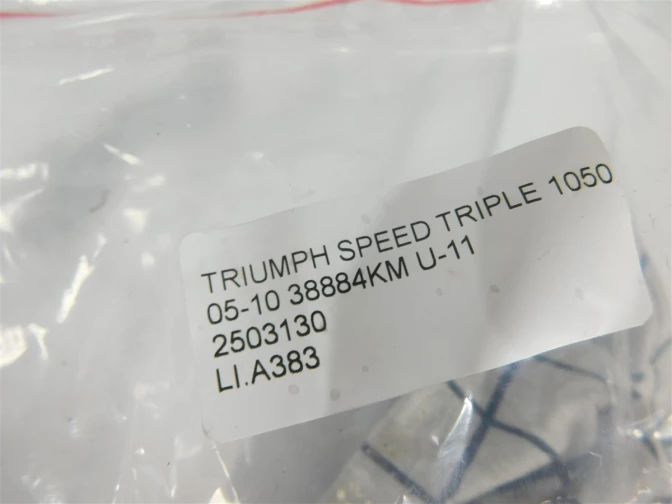 TRIUMPH SPEED TRIPLE 1050
05-10 38884KM U-11
2503130
LI.A383